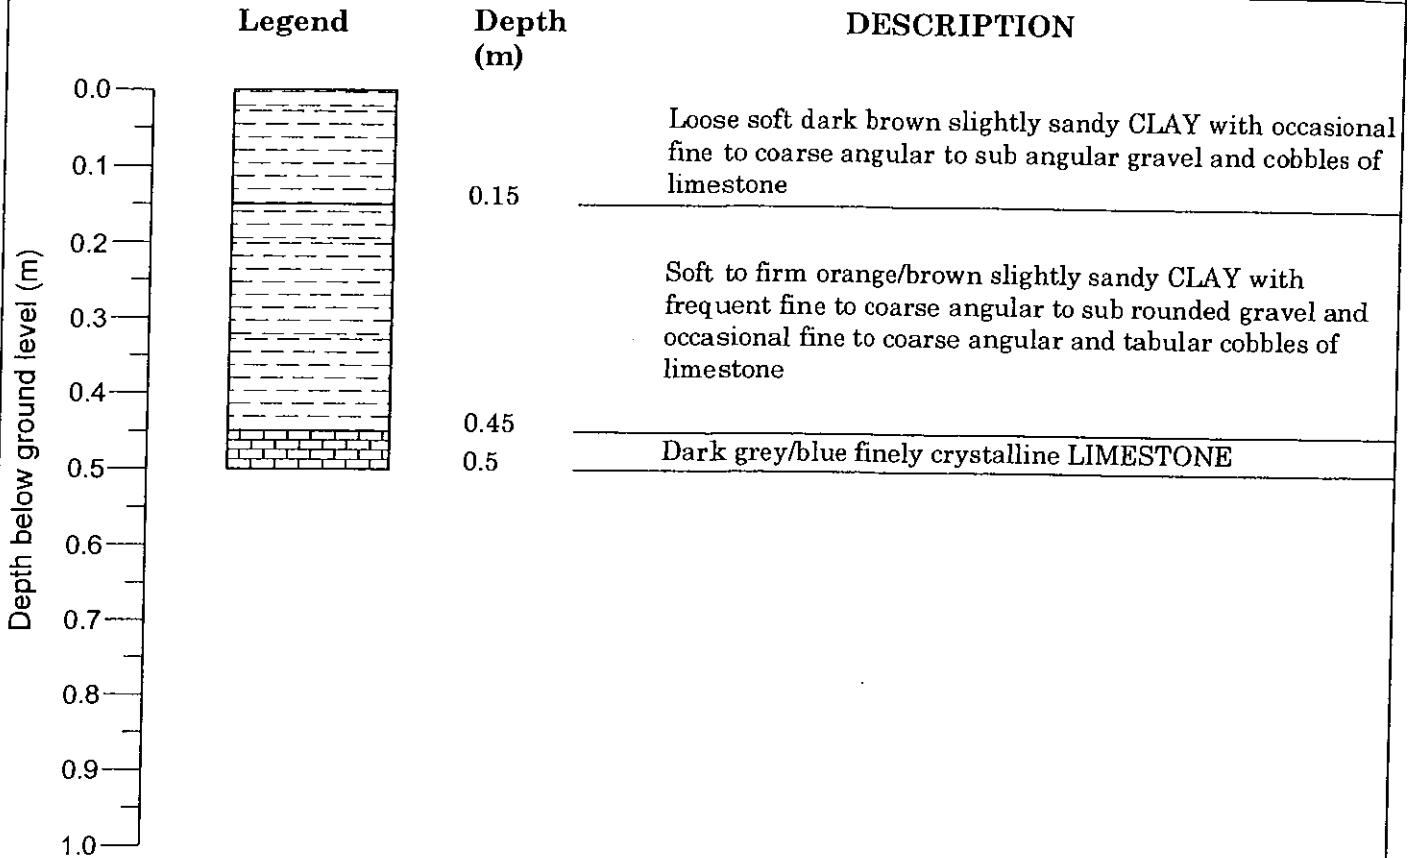 Legend
Depth
(m)
DESCRIPTION
Depth below ground level (m)
0.0
0.1
0.2
0.3
0.4
0.5
0.6
0.7
0.8
0.9
1.0
Loose soft dark brown slightly sandy CLAY with occasional
fine to coarse angular to sub angular gravel and cobbles of
limestone
0.15
Soft to firm orange/brown slightly sandy CLAY with
frequent fine to coarse angular to sub rounded gravel and
occasional fine to coarse angular and tabular cobbles of
limestone
0.45
Dark grey/blue finely crystalline LIMESTONE
0.5